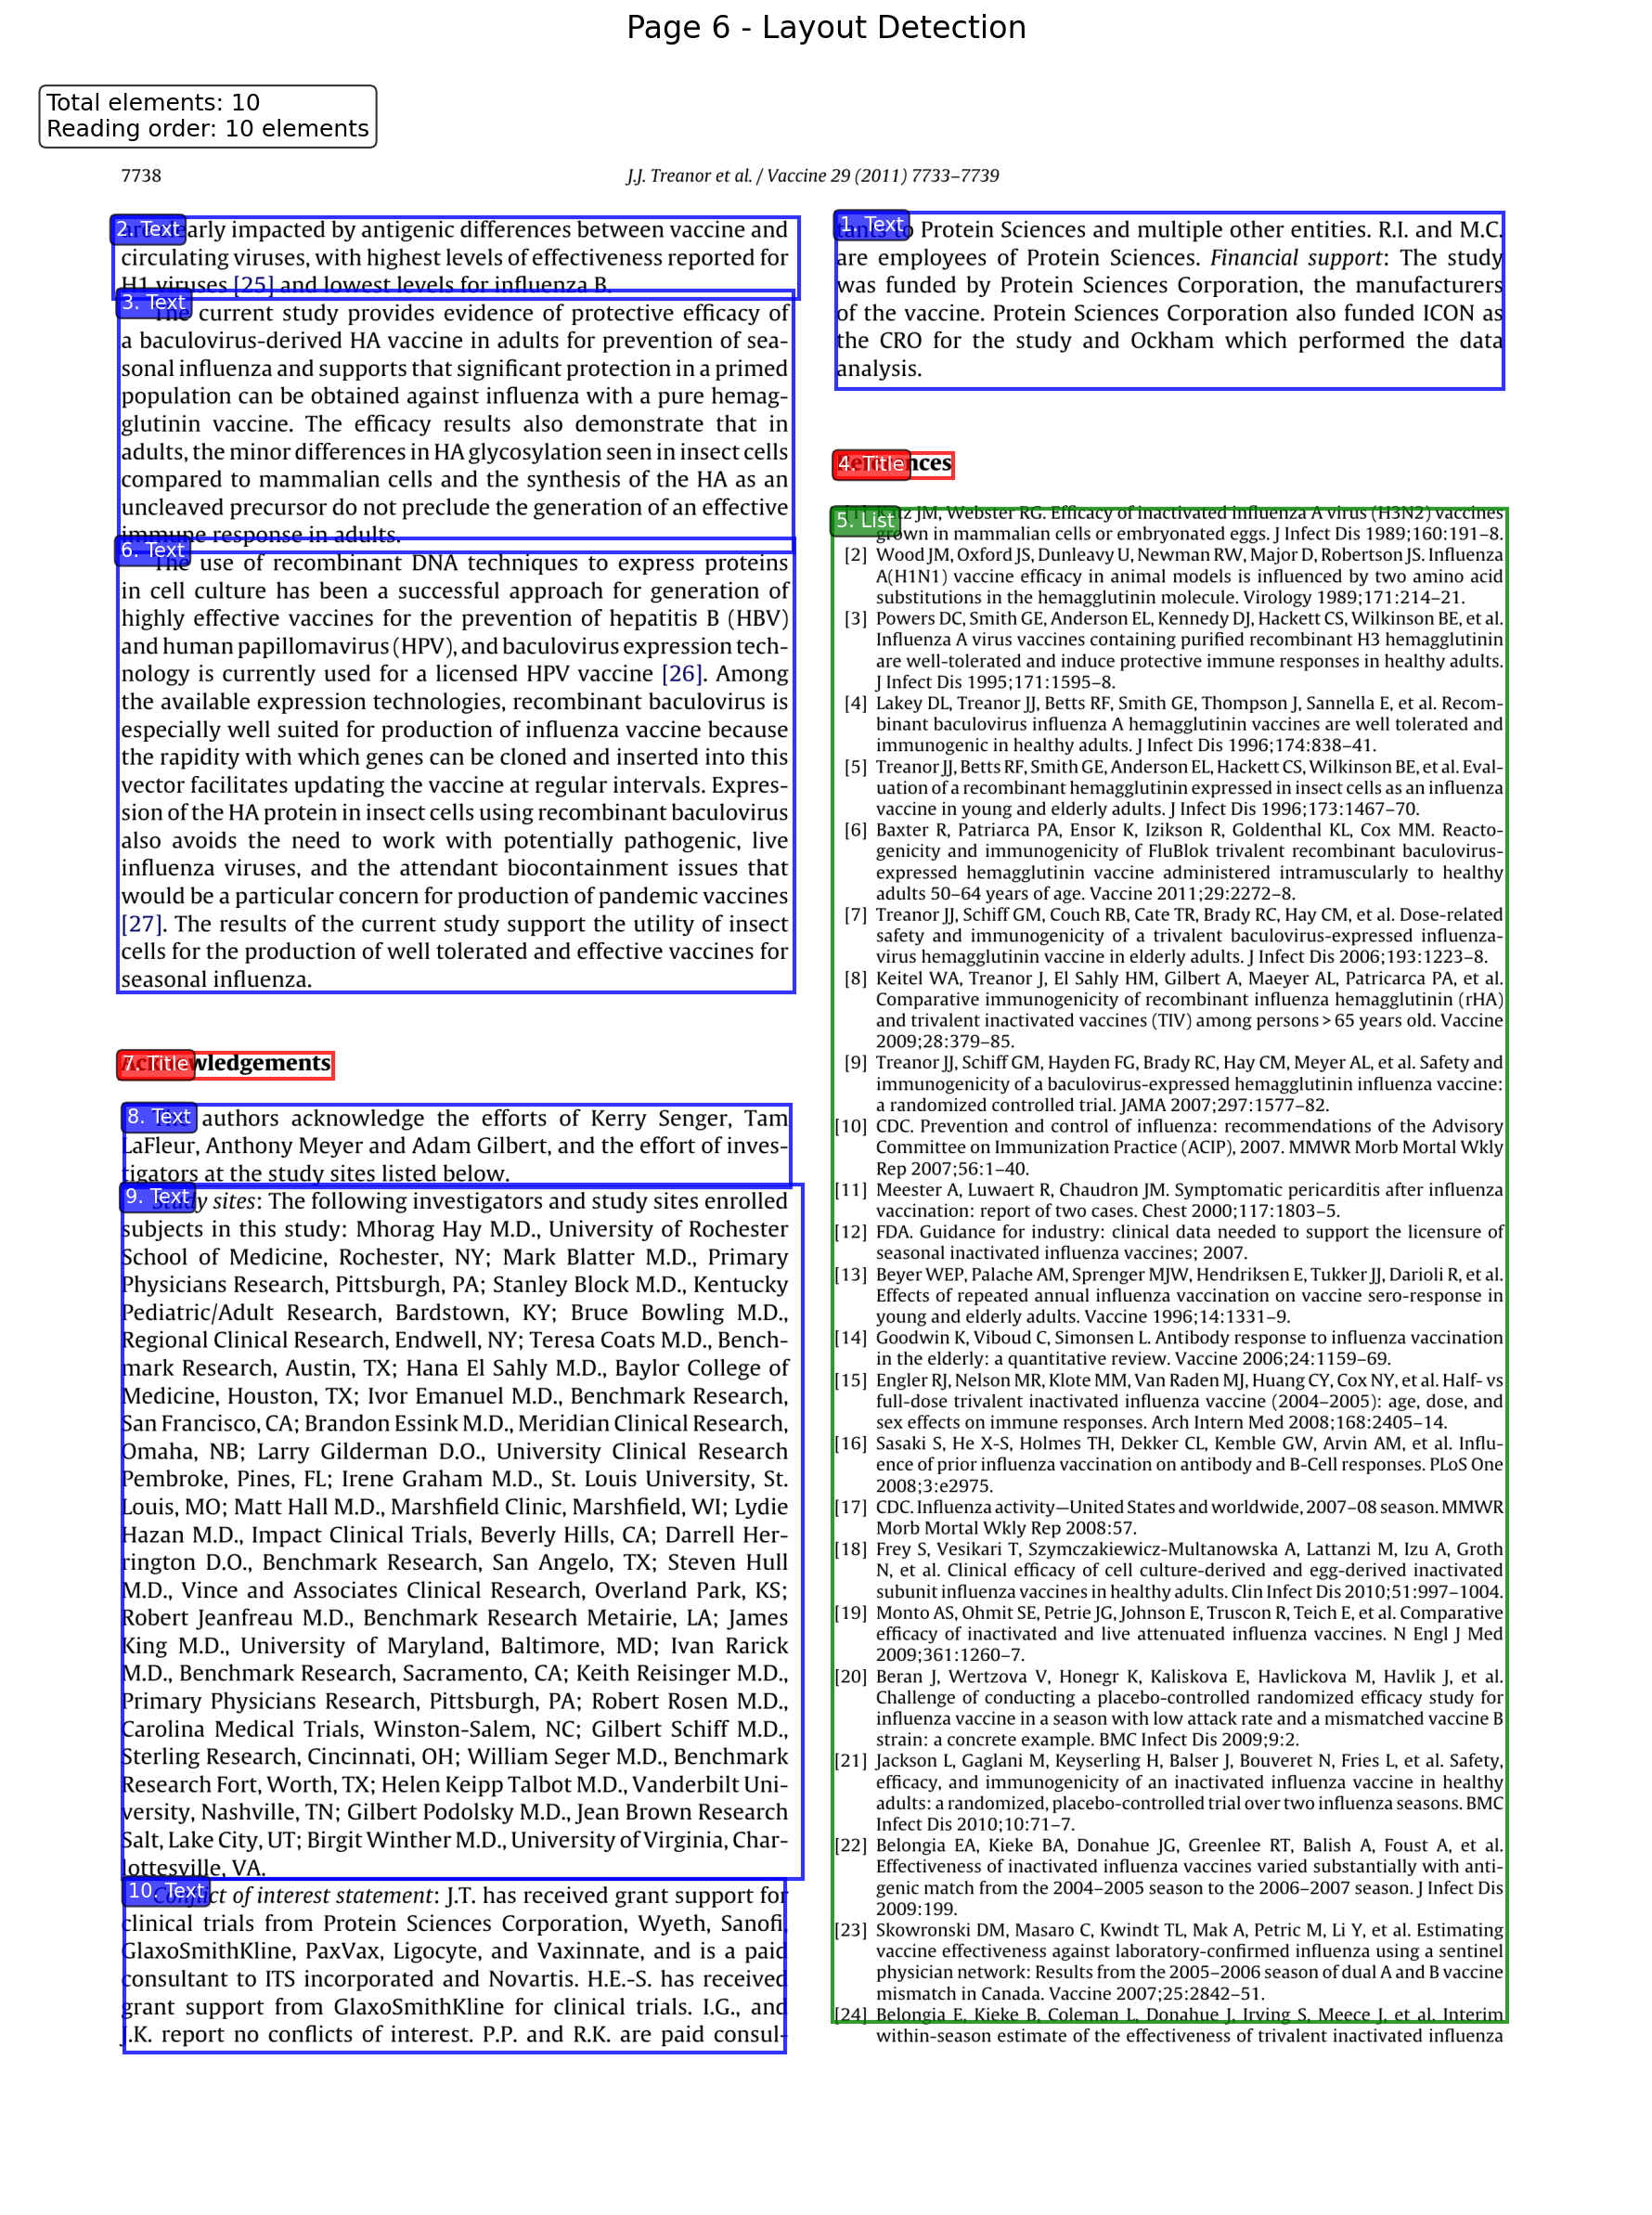 Page 6 - Layout Detection
Total elements: 10
Reading order: 10 elements
7738
J.J. Treanor et al. / Vaccine 29 (2011) 7733–7739
2. Text
early impacted by antigenic differences between vaccine and
circulating viruses, with highest levels of effectiveness reported for
H1 viruses [25] and lowest levels for influenza B.
3. Text
The current study provides evidence of protective efficacy of
a baculovirus-derived HA vaccine in adults for prevention of sea-
sonal influenza and supports that significant protection in a primed
population can be obtained against influenza with a pure hemag-
glutinin vaccine. The efficacy results also demonstrate that in
adults, the minor differences in HA glycosylation seen in insect cells
compared to mammalian cells and the synthesis of the HA as an
uncleaved precursor do not preclude the generation of an effective
immune response in adults.
6. Text
The use of recombinant DNA techniques to express proteins
in cell culture has been a successful approach for generation of
highly effective vaccines for the prevention of hepatitis B (HBV)
and human papillomavirus (HPV), and baculovirus expression tech-
nology is currently used for a licensed HPV vaccine [26]. Among
the available expression technologies, recombinant baculovirus is
especially well suited for production of influenza vaccine because
the rapidity with which genes can be cloned and inserted into this
vector facilitates updating the vaccine at regular intervals. Expres-
sion of the HA protein in insect cells using recombinant baculovirus
also avoids the need to work with potentially pathogenic, live
influenza viruses, and the attendant biocontainment issues that
would be a particular concern for production of pandemic vaccines
[27]. The results of the current study support the utility of insect
cells for the production of well tolerated and effective vaccines for
seasonal influenza.
7. Title
Acknowledgements
8. Text
The authors acknowledge the efforts of Kerry Senger, Tam
LaFleur, Anthony Meyer and Adam Gilbert, and the effort of inves-
tigators at the study sites listed below.
9. Text
Study sites: The following investigators and study sites enrolled
subjects in this study: Mhorag Hay M.D., University of Rochester
School of Medicine, Rochester, NY; Mark Blatter M.D., Primary
Physicians Research, Pittsburgh, PA; Stanley Block M.D., Kentucky
Pediatric/Adult Research, Bardstown, KY; Bruce Bowling M.D.,
Regional Clinical Research, Endwell, NY; Teresa Coats M.D., Bench-
mark Research, Austin, TX; Hana El Sahly M.D., Baylor College of
Medicine, Houston, TX; Ivor Emanuel M.D., Benchmark Research,
San Francisco, CA; Brandon Essink M.D., Meridian Clinical Research,
Omaha, NB; Larry Gilderman D.O., University Clinical Research
Pembroke, Pines, FL; Irene Graham M.D., St. Louis University, St.
Louis, MO; Matt Hall M.D., Marshfield Clinic, Marshfield, WI; Lydie
Hazan M.D., Impact Clinical Trials, Beverly Hills, CA; Darrell Her-
rington D.O., Benchmark Research, San Angelo, TX; Steven Hull
M.D., Vince and Associates Clinical Research, Overland Park, KS;
Robert Jeanfreau M.D., Benchmark Research Metairie, LA; James
King M.D., University of Maryland, Baltimore, MD; Ivan Rarick
M.D., Benchmark Research, Sacramento, CA; Keith Reisinger M.D.,
Primary Physicians Research, Pittsburgh, PA; Robert Rosen M.D.,
Carolina Medical Trials, Winston-Salem, NC; Gilbert Schiff M.D.,
Sterling Research, Cincinnati, OH; William Seger M.D., Benchmark
Research Fort, Worth, TX; Helen Keipp Talbot M.D., Vanderbilt Uni-
versity, Nashville, TN; Gilbert Podolsky M.D., Jean Brown Research
Salt, Lake City, UT; Birgit Winther M.D., University of Virginia, Char-
lottesville, VA.
10. Text
Conflict of interest statement: J.T. has received grant support for
clinical trials from Protein Sciences Corporation, Wyeth, Sanofi,
GlaxoSmithKline, PaxVax, Ligocyte, and Vaxinnate, and is a paid
consultant to ITS incorporated and Novartis. H.E.-S. has received
grant support from GlaxoSmithKline for clinical trials. I.G., and
J.K. report no conflicts of interest. P.P. and R.K. are paid consul-
1. Text
tants to Protein Sciences and multiple other entities. R.I. and M.C.
are employees of Protein Sciences. Financial support: The study
was funded by Protein Sciences Corporation, the manufacturers
of the vaccine. Protein Sciences Corporation also funded ICON as
the CRO for the study and Ockham which performed the data
analysis.
4. Title
References
5. List
[1] Katz JM, Webster RG. Efficacy of inactivated influenza A virus (H3N2) vaccines
grown in mammalian cells or embryonated eggs. J Infect Dis 1989;160:191–8.
[2] Wood JM, Oxford JS, Dunleavy U, Newman RW, Major D, Robertson JS. Influenza
A(H1N1) vaccine efficacy in animal models is influenced by two amino acid
substitutions in the hemagglutinin molecule. Virology 1989;171:214–21.
[3] Powers DC, Smith GE, Anderson EL, Kennedy DJ, Hackett CS, Wilkinson BE, et al.
Influenza A virus vaccines containing purified recombinant H3 hemagglutinin
are well-tolerated and induce protective immune responses in healthy adults.
J Infect Dis 1995;171:1595–8.
[4] Lakey DL, Treanor JJ, Betts RF, Smith GE, Thompson J, Sannella E, et al. Recom-
binant baculovirus influenza A hemagglutinin vaccines are well tolerated and
immunogenic in healthy adults. J Infect Dis 1996;174:838–41.
[5] Treanor JJ, Betts RF, Smith GE, Anderson EL, Hackett CS, Wilkinson BE, et al. Eval-
uation of a recombinant hemagglutinin expressed in insect cells as an influenza
vaccine in young and elderly adults. J Infect Dis 1996;173:1467–70.
[6] Baxter R, Patriarca PA, Ensor K, Izikson R, Goldenthal KL, Cox MM. Reacto-
genicity and immunogenicity of FluBlok trivalent recombinant baculovirus-
expressed hemagglutinin vaccine administered intramuscularly to healthy
adults 50–64 years of age. Vaccine 2011;29:2272–8.
[7] Treanor JJ, Schiff GM, Couch RB, Cate TR, Brady RC, Hay CM, et al. Dose-related
safety and immunogenicity of a trivalent baculovirus-expressed influenza-
virus hemagglutinin vaccine in elderly adults. J Infect Dis 2006;193:1223–8.
[8] Keitel WA, Treanor J, El Sahly HM, Gilbert A, Maeyer AL, Patricarca PA, et al.
Comparative immunogenicity of recombinant influenza hemagglutinin (rHA)
and trivalent inactivated vaccines (TIV) among persons > 65 years old. Vaccine
2009;28:379–85.
[9] Treanor JJ, Schiff GM, Hayden FG, Brady RC, Hay CM, Meyer AL, et al. Safety and
immunogenicity of a baculovirus-expressed hemagglutinin influenza vaccine:
a randomized controlled trial. JAMA 2007;297:1577–82.
[10] CDC. Prevention and control of influenza: recommendations of the Advisory
Committee on Immunization Practice (ACIP), 2007. MMWR Morb Mortal Wkly
Rep 2007;56:1–40.
[11] Meester A, Luwaert R, Chaudron JM. Symptomatic pericarditis after influenza
vaccination: report of two cases. Chest 2000;117:1803–5.
[12] FDA. Guidance for industry: clinical data needed to support the licensure of
seasonal inactivated influenza vaccines; 2007.
[13] Beyer WEP, Palache AM, Sprenger MJW, Hendriksen E, Tukker JJ, Darioli R, et al.
Effects of repeated annual influenza vaccination on vaccine sero-response in
young and elderly adults. Vaccine 1996;14:1331–9.
[14] Goodwin K, Viboud C, Simonsen L. Antibody response to influenza vaccination
in the elderly: a quantitative review. Vaccine 2006;24:1159–69.
[15] Engler RJ, Nelson MR, Klote MM, Van Raden MJ, Huang CY, Cox NY, et al. Half- vs
full-dose trivalent inactivated influenza vaccine (2004–2005): age, dose, and
sex effects on immune responses. Arch Intern Med 2008;168:2405–14.
[16] Sasaki S, He X-S, Holmes TH, Dekker CL, Kemble GW, Arvin AM, et al. Influ-
ence of prior influenza vaccination on antibody and B-Cell responses. PLoS One
2008;3:e2975.
[17] CDC. Influenza activity—United States and worldwide, 2007–08 season. MMWR
Morb Mortal Wkly Rep 2008:57.
[18] Frey S, Vesikari T, Szymczakiewicz-Multanowska A, Lattanzi M, Izu A, Groth
N, et al. Clinical efficacy of cell culture-derived and egg-derived inactivated
subunit influenza vaccines in healthy adults. Clin Infect Dis 2010;51:997–1004.
[19] Monto AS, Ohmit SE, Petrie JG, Johnson E, Truscon R, Teich E, et al. Comparative
efficacy of inactivated and live attenuated influenza vaccines. N Engl J Med
2009;361:1260–7.
[20] Beran J, Wertzova V, Honegr K, Kaliskova E, Havlickova M, Havlik J, et al.
Challenge of conducting a placebo-controlled randomized efficacy study for
influenza vaccine in a season with low attack rate and a mismatched vaccine B
strain: a concrete example. BMC Infect Dis 2009;9:2.
[21] Jackson L, Gaglani M, Keyserling H, Balser J, Bouveret N, Fries L, et al. Safety,
efficacy, and immunogenicity of an inactivated influenza vaccine in healthy
adults: a randomized, placebo-controlled trial over two influenza seasons. BMC
Infect Dis 2010;10:71–7.
[22] Belongia EA, Kieke BA, Donahue JG, Greenlee RT, Balish A, Foust A, et al.
Effectiveness of inactivated influenza vaccines varied substantially with anti-
genic match from the 2004–2005 season to the 2006–2007 season. J Infect Dis
2009:199.
[23] Skowronski DM, Masaro C, Kwindt TL, Mak A, Petric M, Li Y, et al. Estimating
vaccine effectiveness against laboratory-confirmed influenza using a sentinel
physician network: Results from the 2005–2006 season of dual A and B vaccine
mismatch in Canada. Vaccine 2007;25:2842–51.
[24] Belongia E, Kieke B, Coleman L, Donahue J, Irving S, Meece J, et al. Interim
within-season estimate of the effectiveness of trivalent inactivated influenza